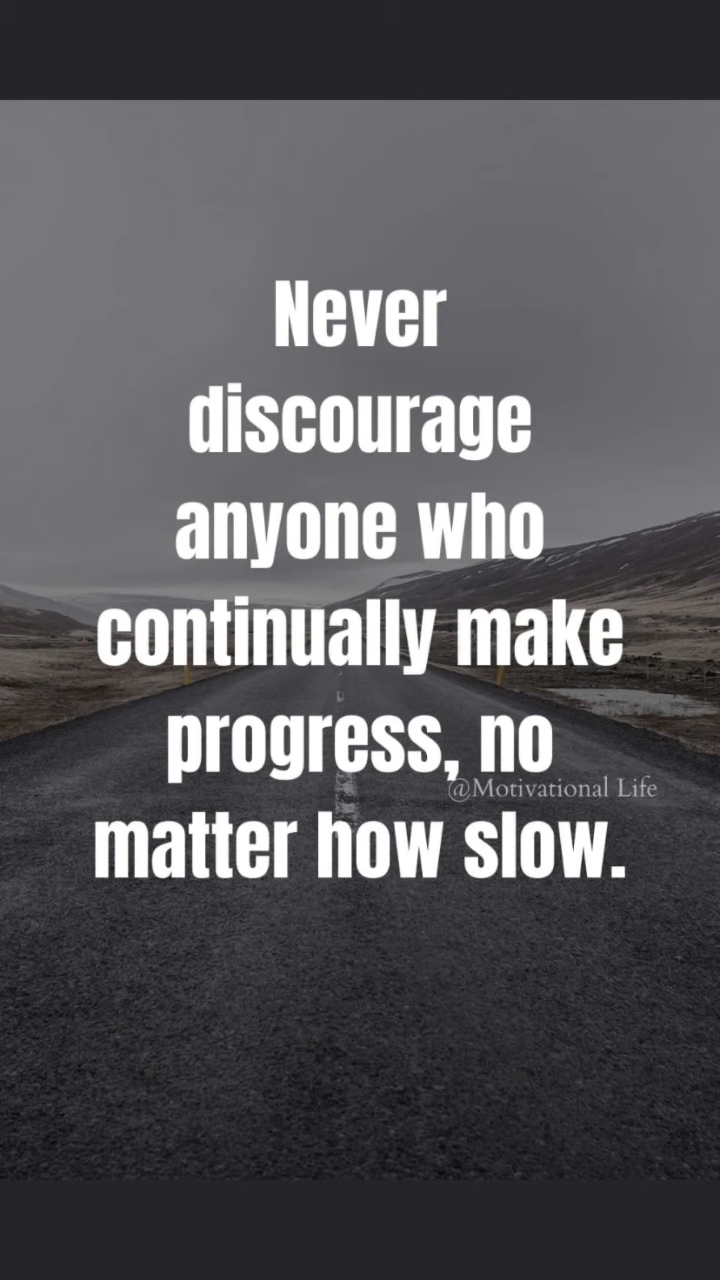 Never
discourage
anyone who
continually make
progress, no
@Motivational Life
matter how slow.